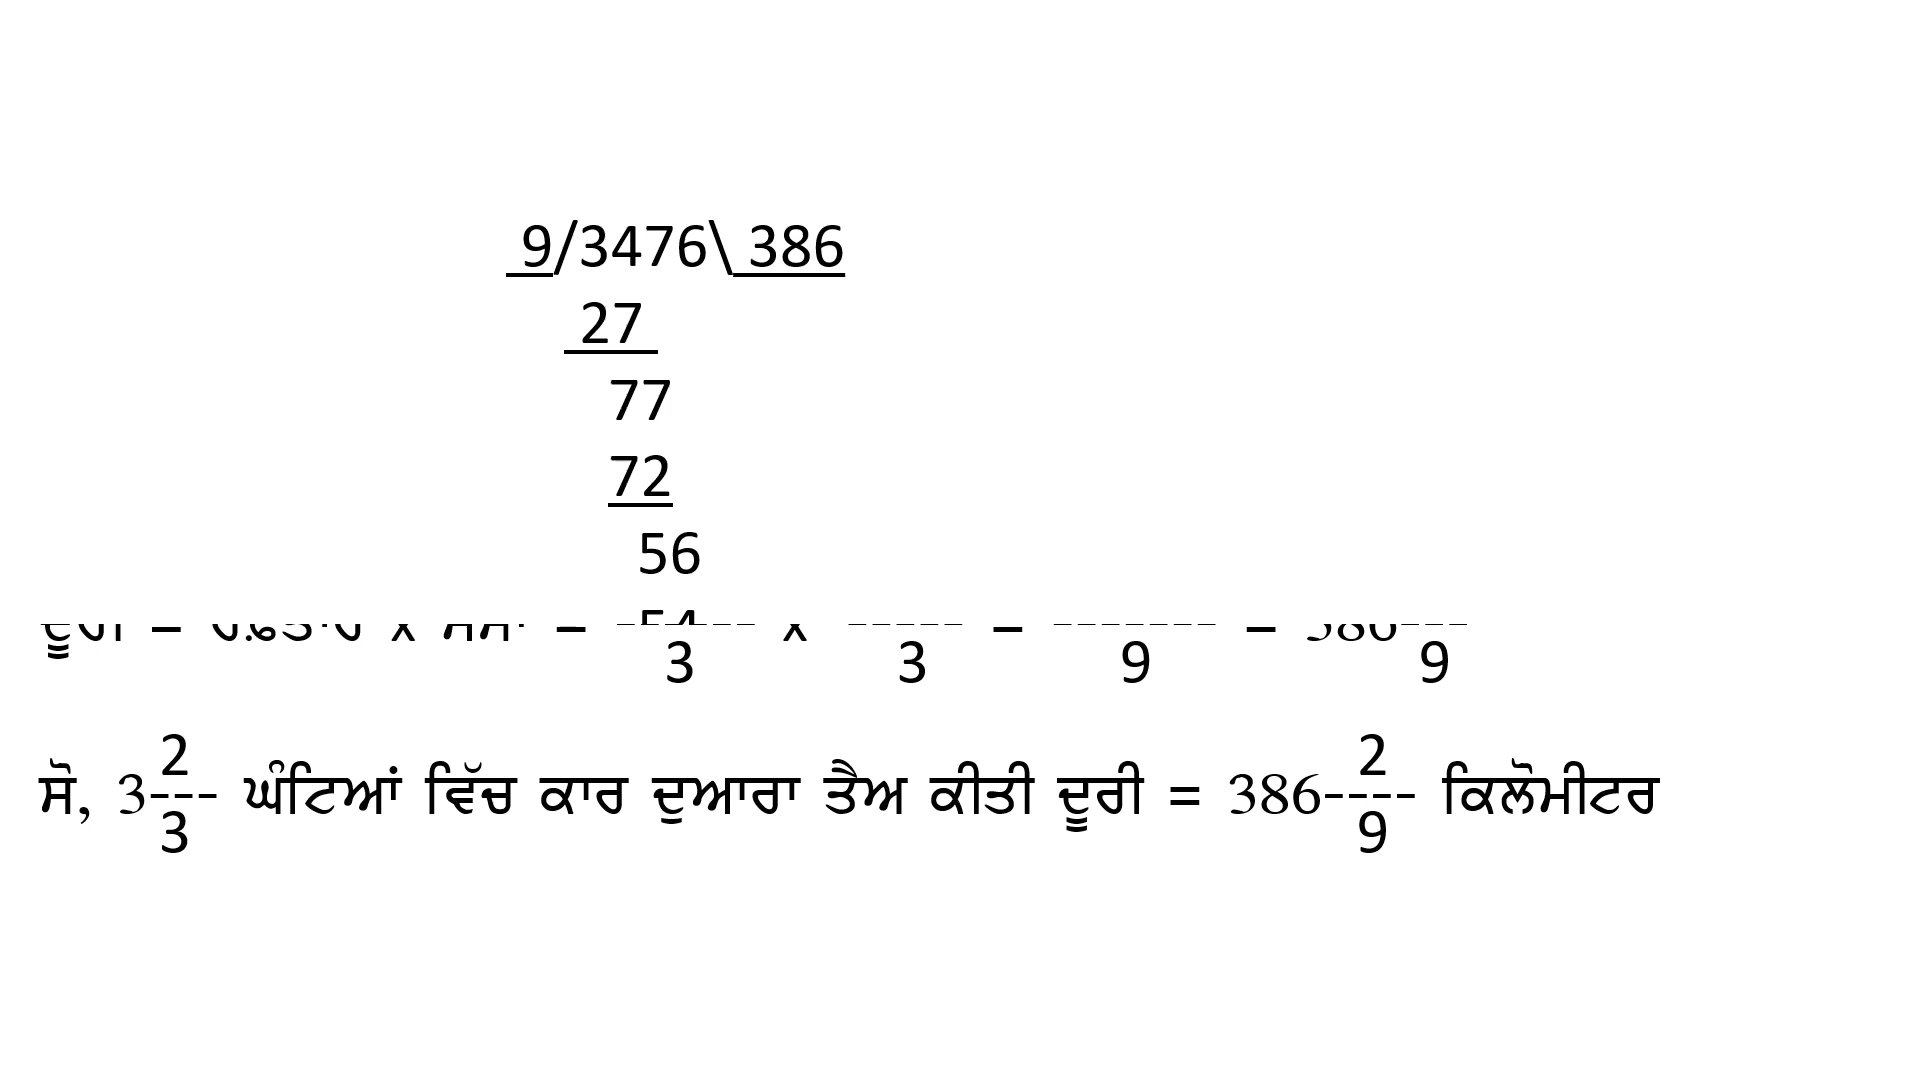 9/3476\ 386
27
77
72
56
3 3 9 9
ਸੋ, 3 2/3 ਘੰਟਿਆਂ ਵਿੱਚ ਕਾਰ ਦੁਆਰਾ ਤੈਅ ਕੀਤੀ ਦੂਰੀ = 386 2/9 ਕਿਲੋਮੀਟਰ